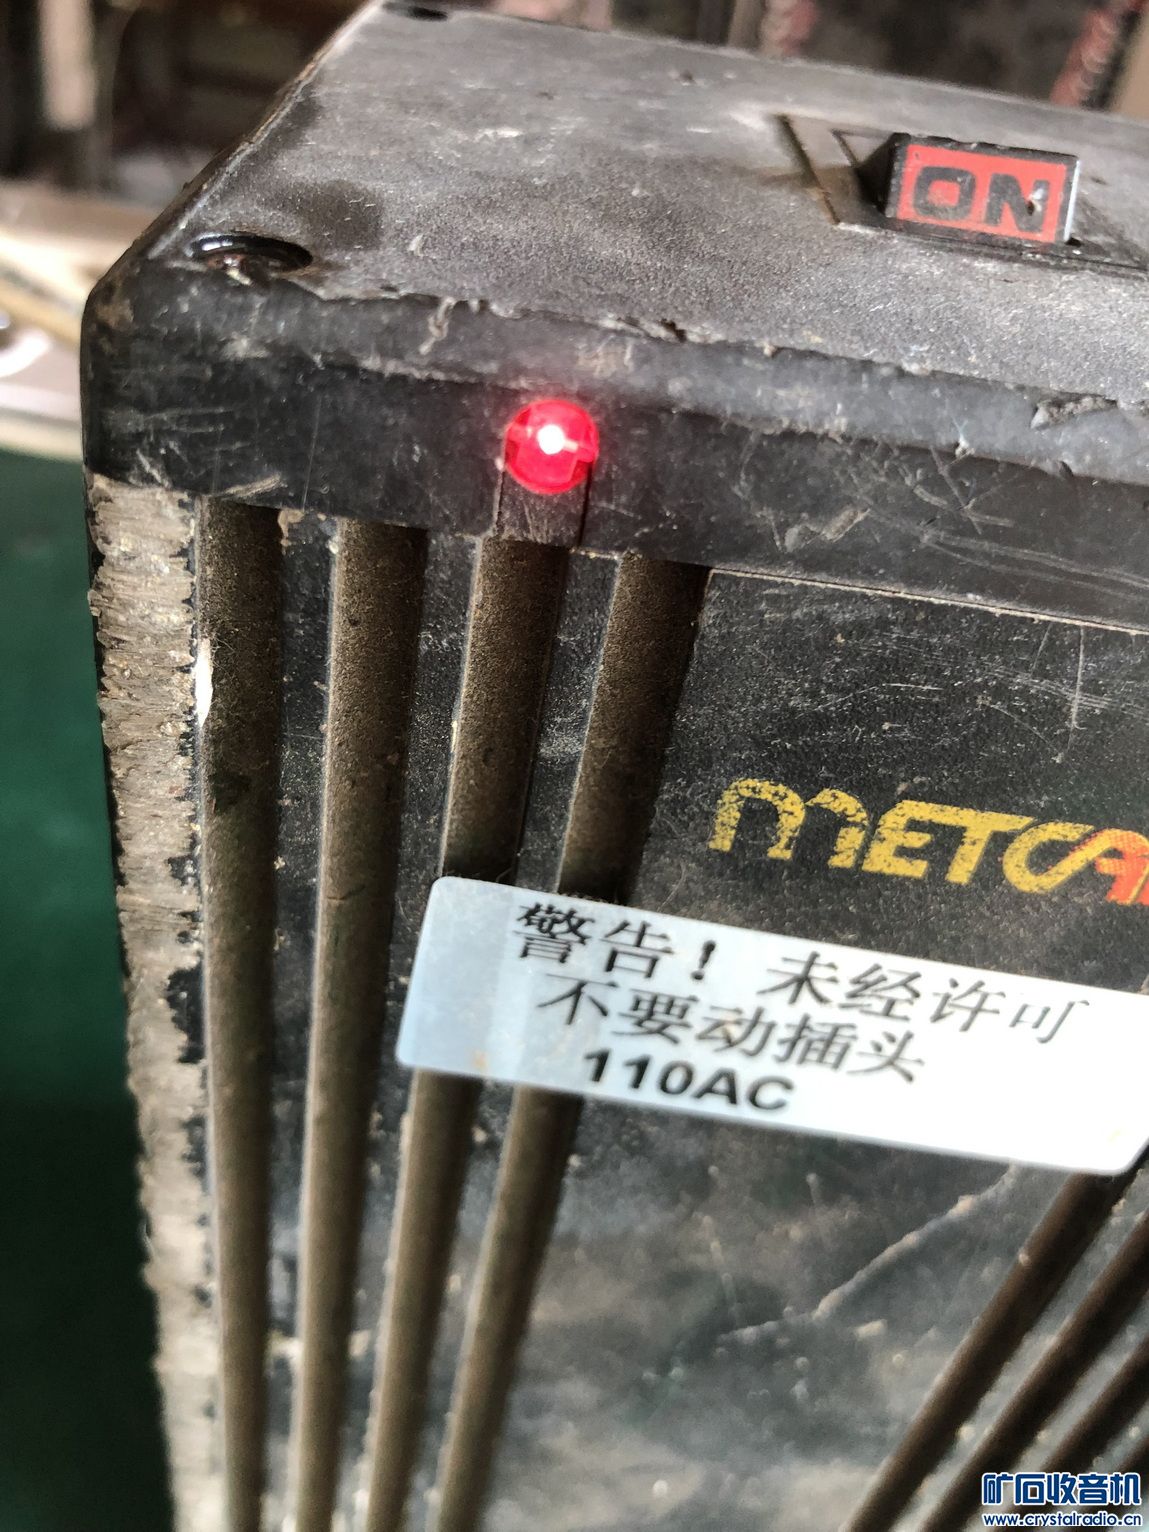 ON
METCA
警告！未经许可
不要动插头
110AC
矿石收音机
www.crystalradio.cn